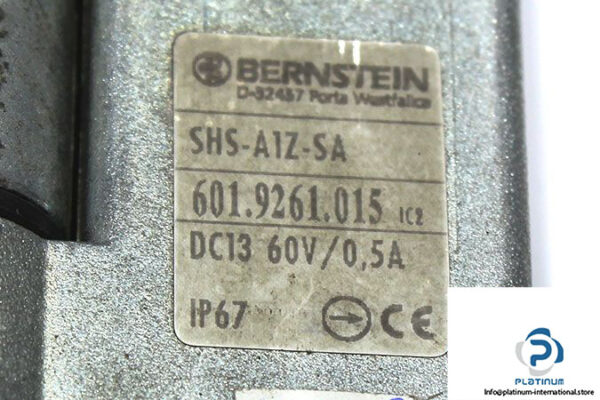 BERNSTEIN
D-32457 Porta Westfalica
SHS-A1Z-SA
601.9261.015 IC2
DC13 60V/0,5A
IP67 CE
PLATINUM
Info@platinum-international.store